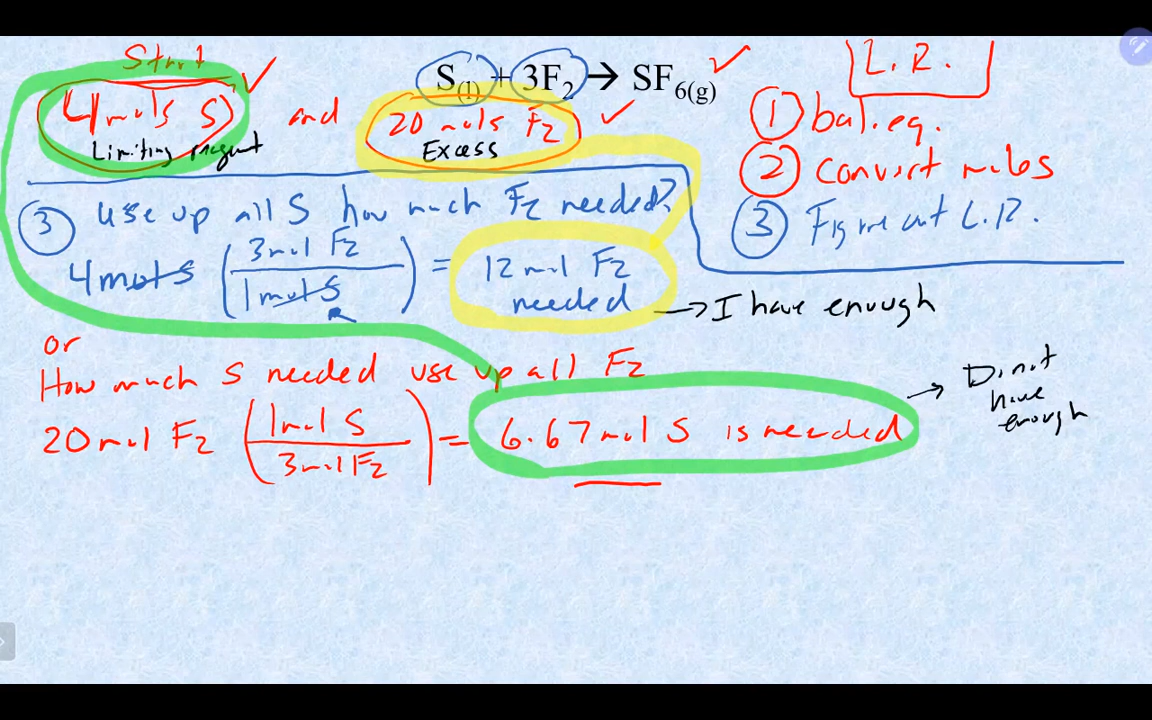 Start
S(l) + 3F2 → SF6(g)
L.R.
4 mols S and 20 mols F2
Limiting reagent
Excess
① bal. eq.
② convert moles
③ Figure out L.R.
③ use up all S how much F2 needed?
4 mol S (3 mol F2 / 1 mol S) = 12 mol F2 needed
→ I have enough
or
How much S needed use up all F2
20 mol F2 (1 mol S / 3 mol F2) = 6.67 mol S is needed
→ Do not have enough